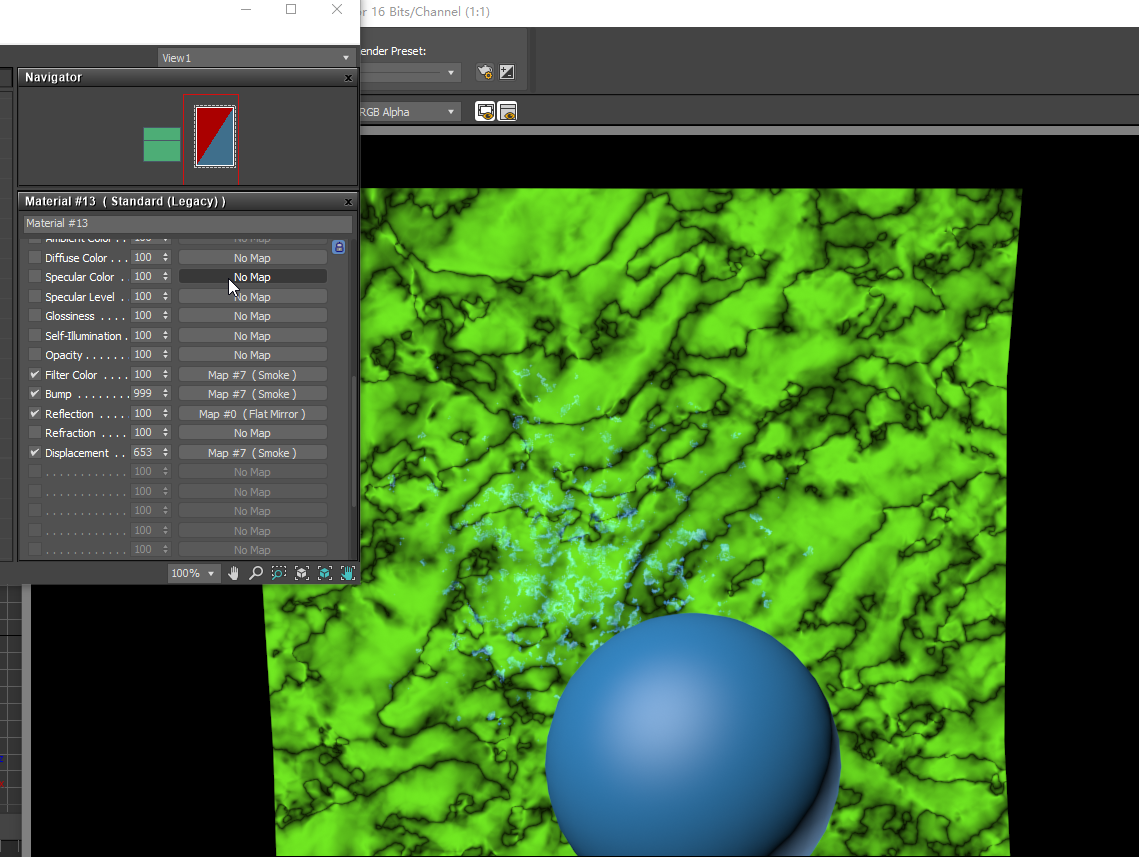 or 16 Bits/Channel (1:1)
ender Preset:
View1
Navigator
RGB Alpha
Material #13 ( Standard (Legacy) )
Material #13
Ambient Color . . 100 No Map
Diffuse Color . . . 100 No Map
Specular Color . 100 No Map
Specular Level . 100 No Map
Glossiness . . . . 100 No Map
Self-Illumination . 100 No Map
Opacity . . . . . . 100 No Map
Filter Color . . . . 100 Map #7 ( Smoke )
Bump . . . . . . . . 999 Map #7 ( Smoke )
Reflection . . . . 100 Map #0 ( Flat Mirror )
Refraction . . . . 100 No Map
Displacement . . 653 Map #7 ( Smoke )
. . . . . . . . . . . . 100 No Map
. . . . . . . . . . . . 100 No Map
. . . . . . . . . . . . 100 No Map
. . . . . . . . . . . . 100 No Map
. . . . . . . . . . . . 100 No Map
100%